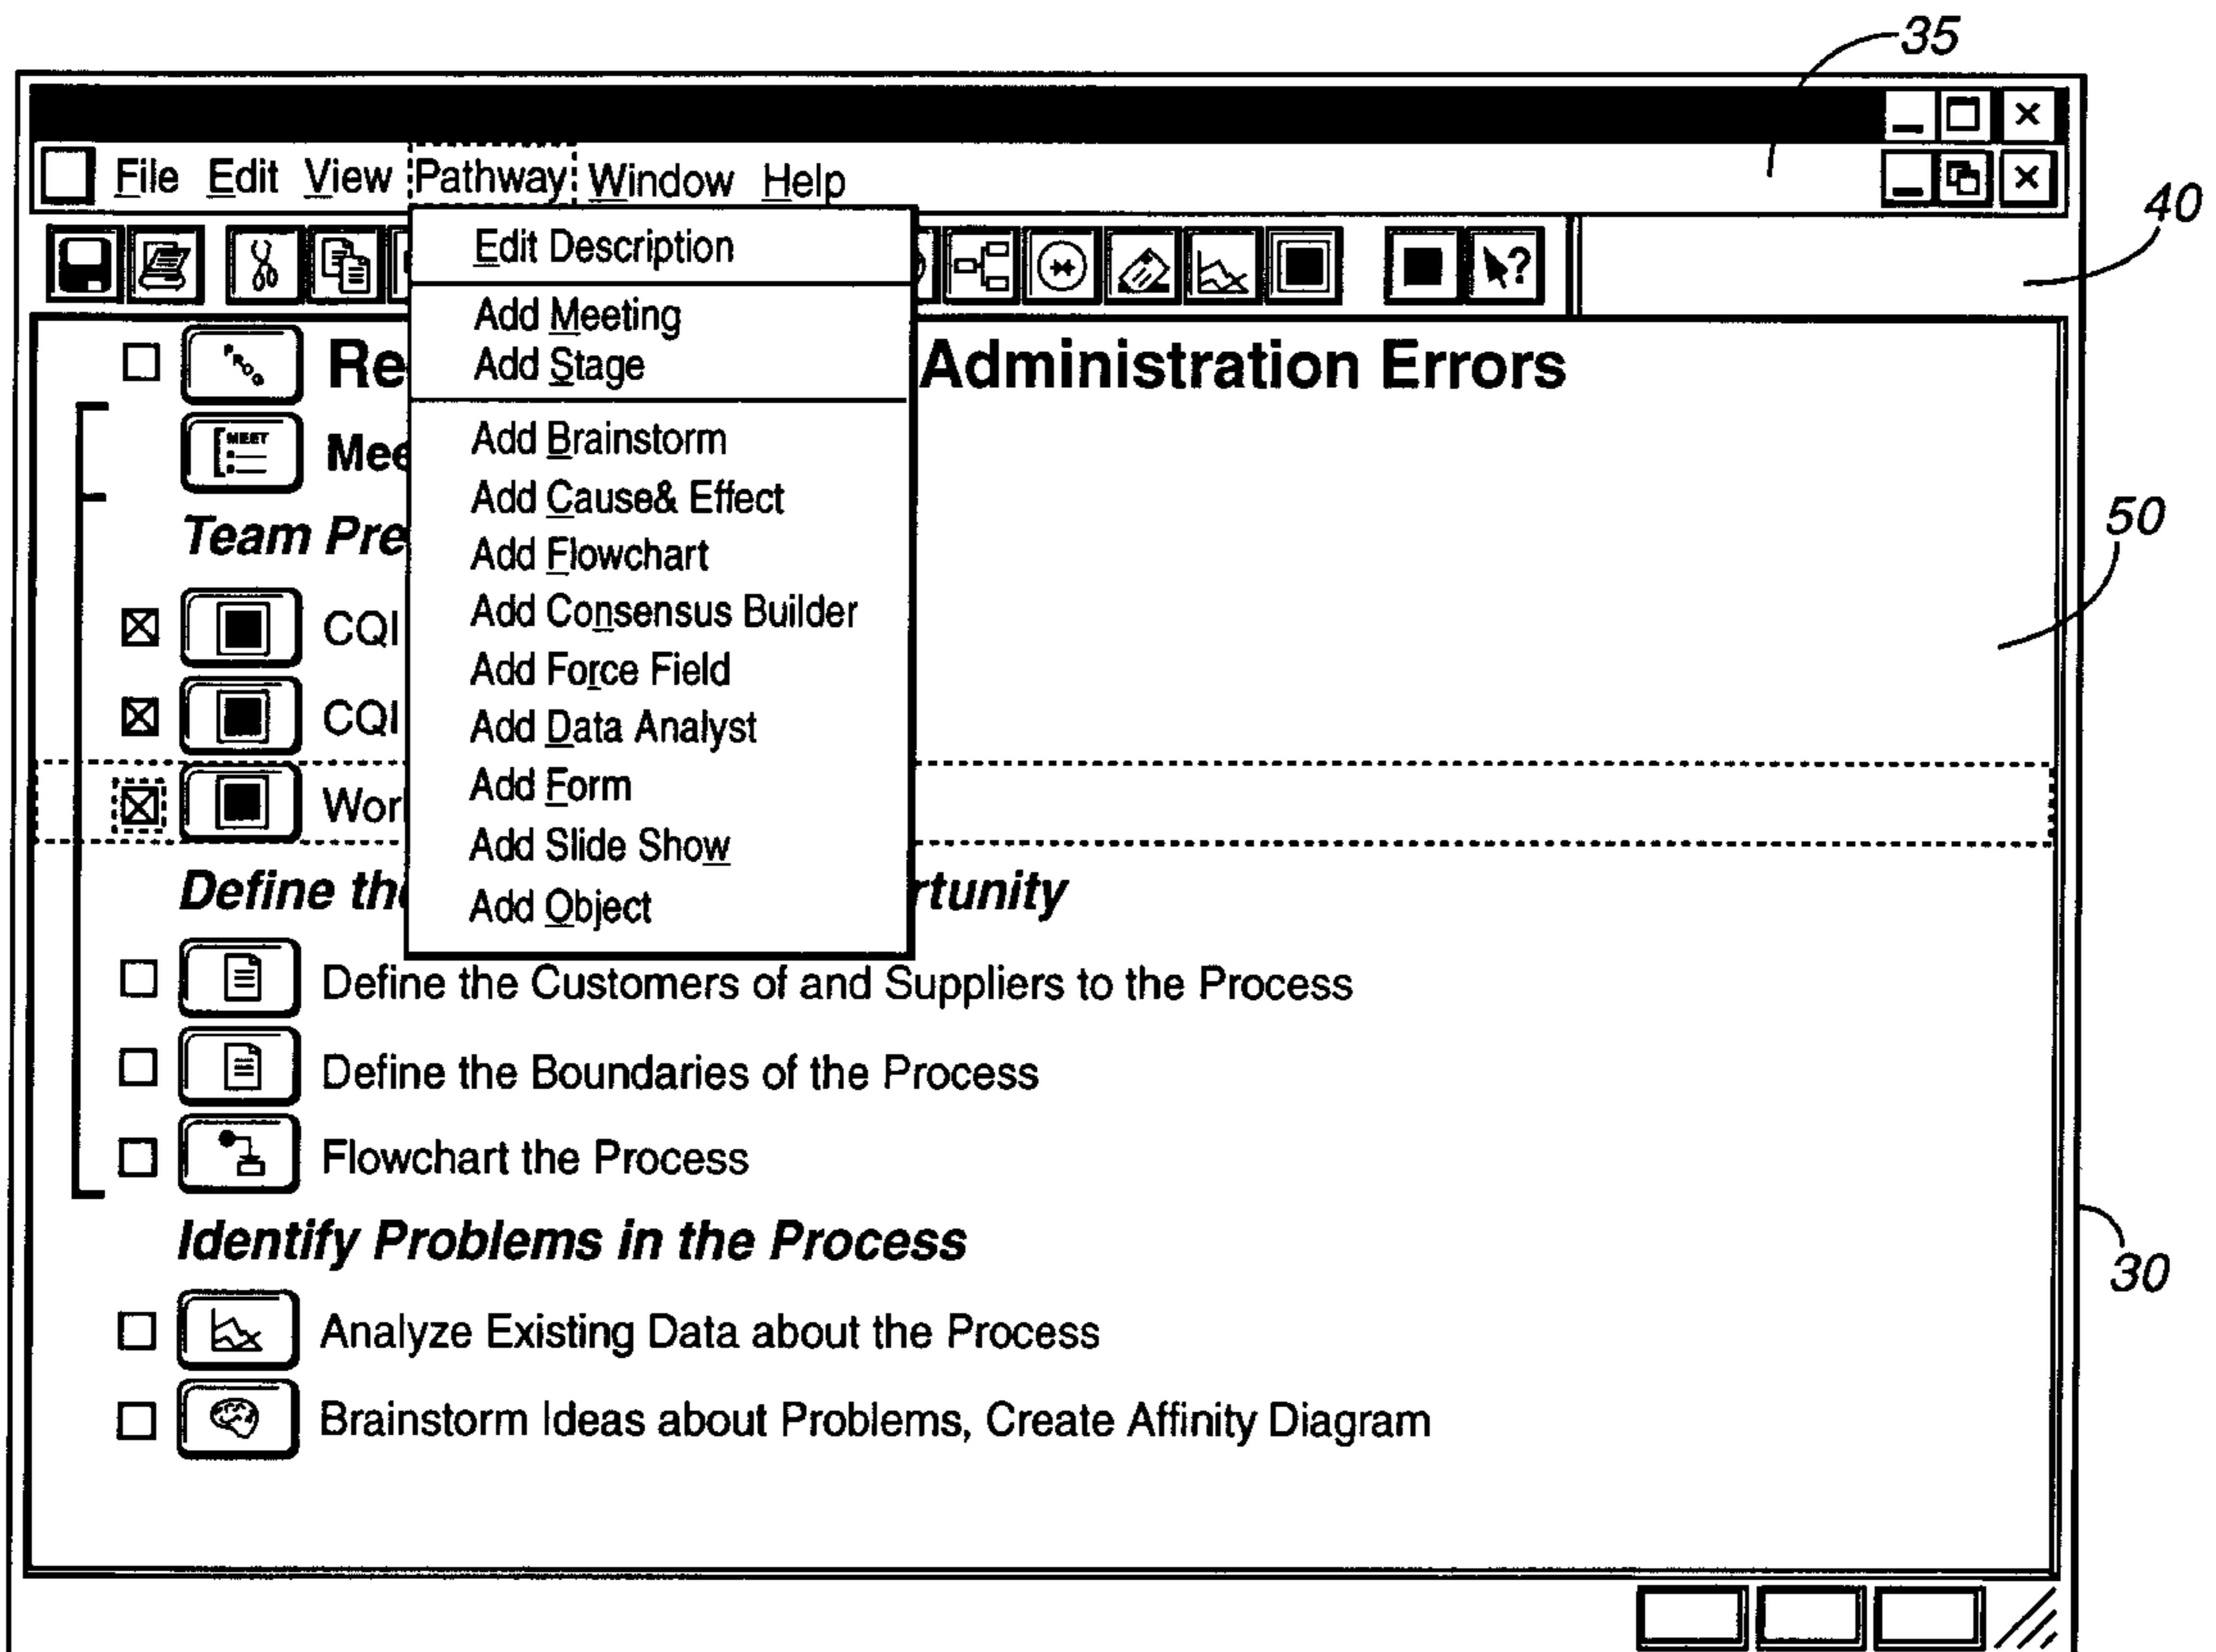 35
File Edit View Pathway Window Help
40
Edit Description
?
Add Meeting
Add Stage
PROG
Re Administration Errors
MEET
Mee
Add Brainstorm
Add Cause& Effect
Team Pre
50
Add Flowchart
CQI
Add Consensus Builder
Add Force Field
CQI
Add Data Analyst
Wor
Add Form
Add Slide Show
Define the rtunity
Add Object
Define the Customers of and Suppliers to the Process
Define the Boundaries of the Process
Flowchart the Process
Identify Problems in the Process
30
Analyze Existing Data about the Process
Brainstorm Ideas about Problems, Create Affinity Diagram